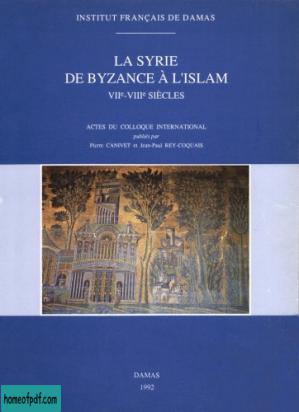 INSTITUT FRANÇAIS DE DAMAS
LA SYRIE
DE BYZANCE À L'ISLAM
VIIe-VIIIe SIÈCLES
ACTES DU COLLOQUE INTERNATIONAL
publiés par
Pierre CANIVET et Jean-Paul REY-COQUAIS
DAMAS
1992
homeofpdf.com